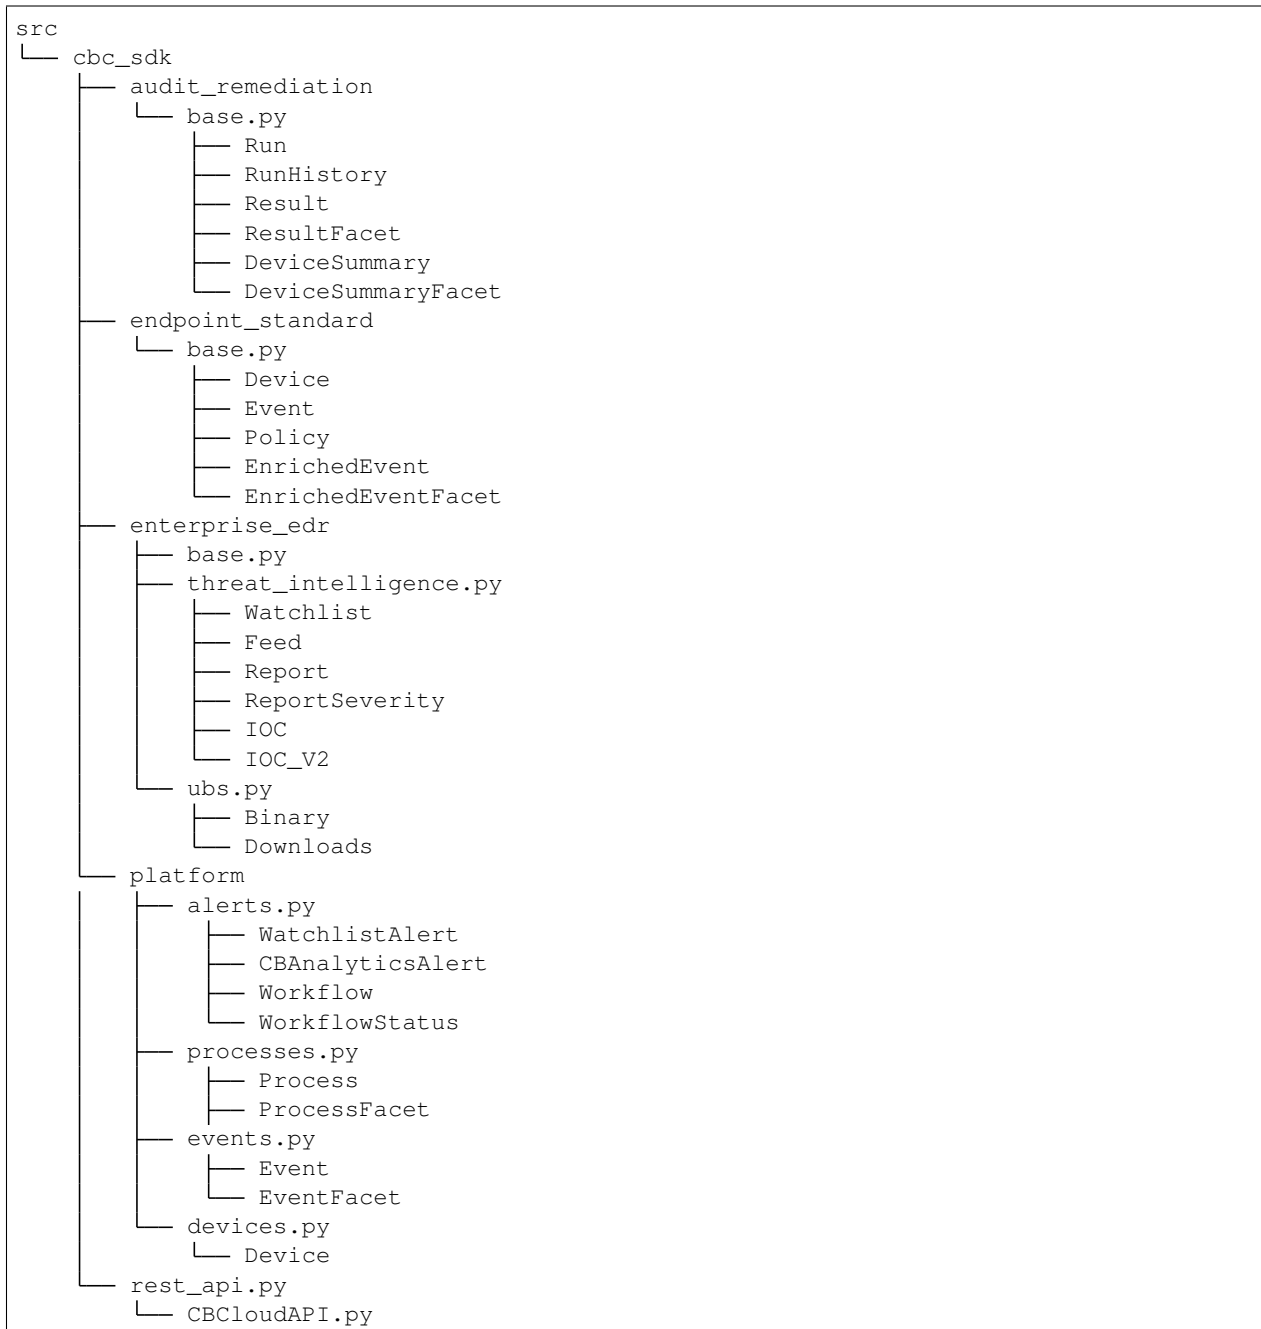 src
cbc_sdk
audit_remediation
base.py
Run
RunHistory
Result
ResultFacet
DeviceSummary
DeviceSummaryFacet
endpoint_standard
base.py
Device
Event
Policy
EnrichedEvent
EnrichedEventFacet
enterprise_edr
base.py
threat_intelligence.py
Watchlist
Feed
Report
ReportSeverity
IOC
IOC_V2
ubs.py
Binary
Downloads
platform
alerts.py
WatchlistAlert
CBAnalyticsAlert
Workflow
WorkflowStatus
processes.py
Process
ProcessFacet
events.py
Event
EventFacet
devices.py
Device
rest_api.py
CBCloudAPI.py